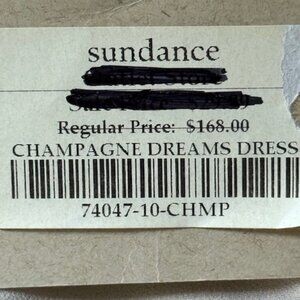 sundance
Regular Price: $168.00
CHAMPAGNE DREAMS DRESS
74047-10-CHMP